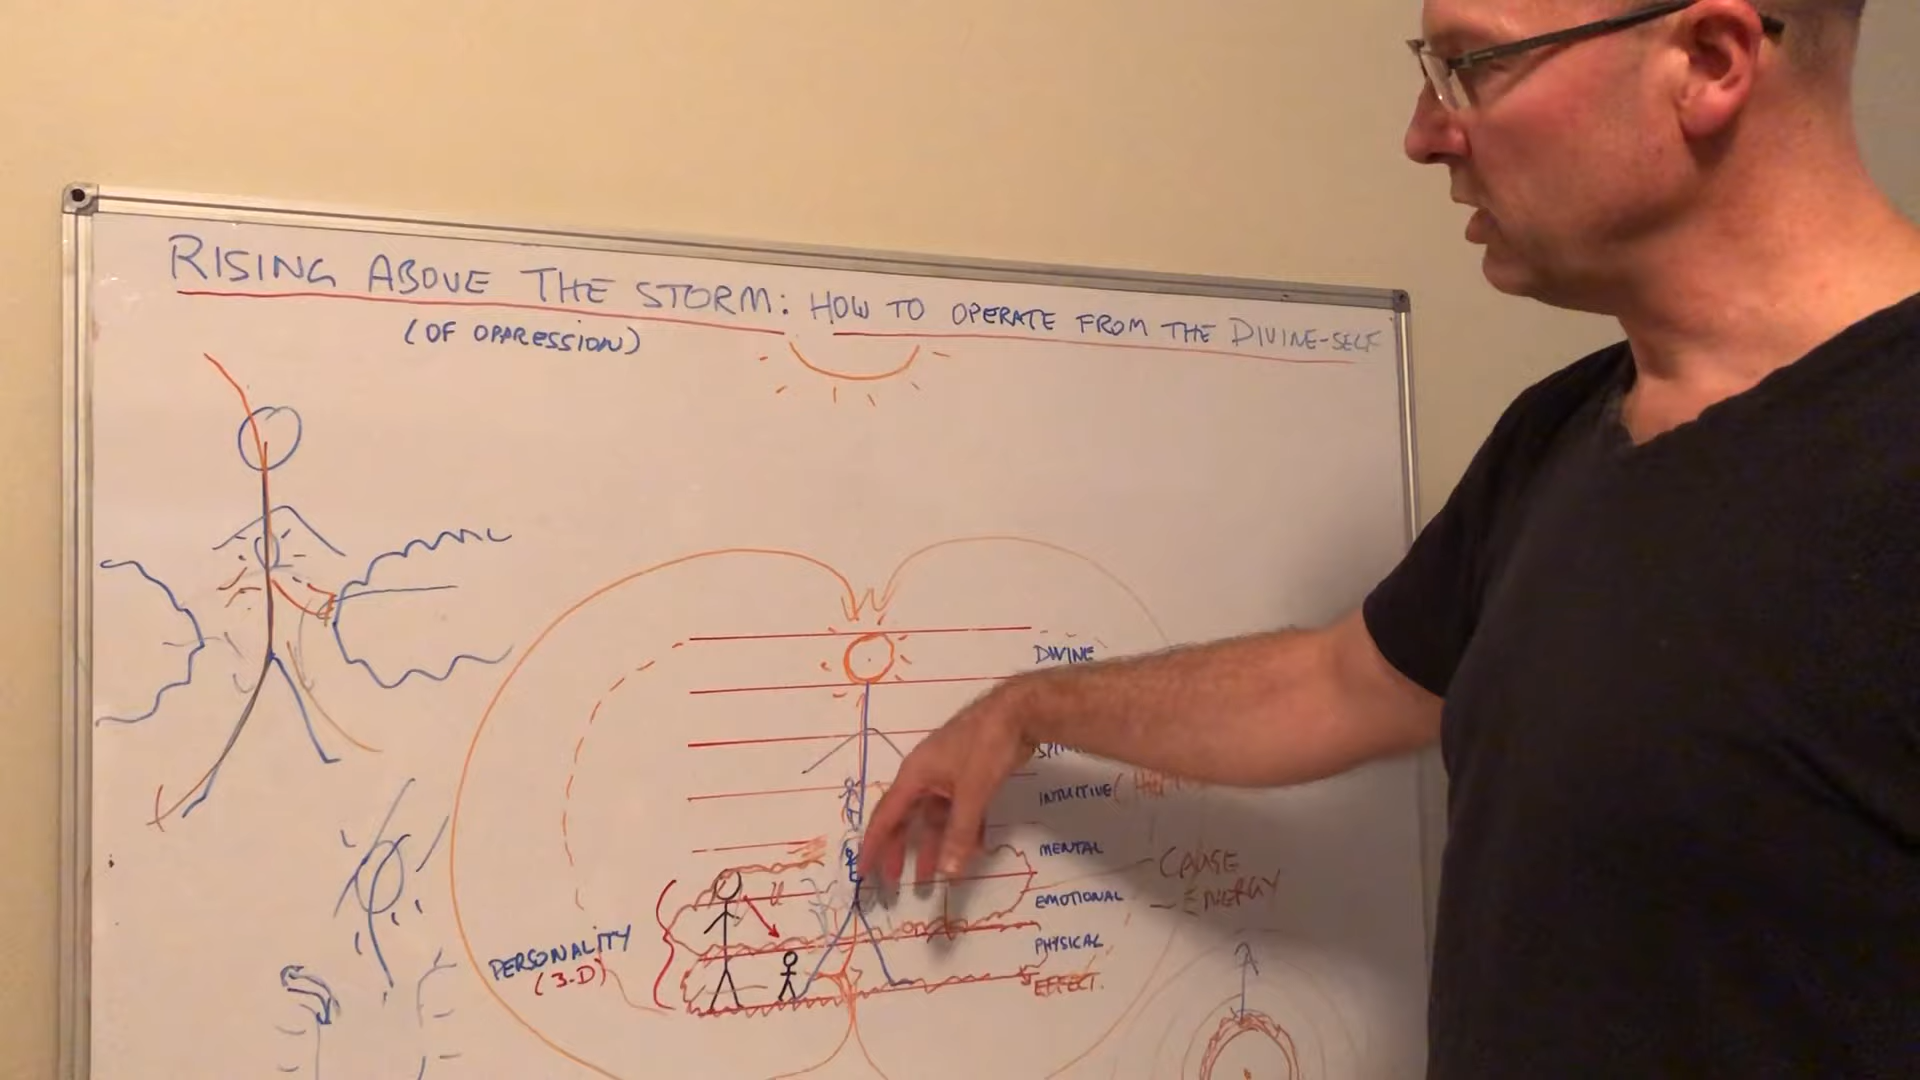 RISING ABOVE THE STORM: HOW TO OPERATE FROM THE DIVINE-SELF
(OF OPPRESSION)
DIVINE
INTUITIVE
MENTAL
CAUSE
ENERGY
EMOTIONAL
PERSONALITY
(3-D)
PHYSICAL
EFFECT.